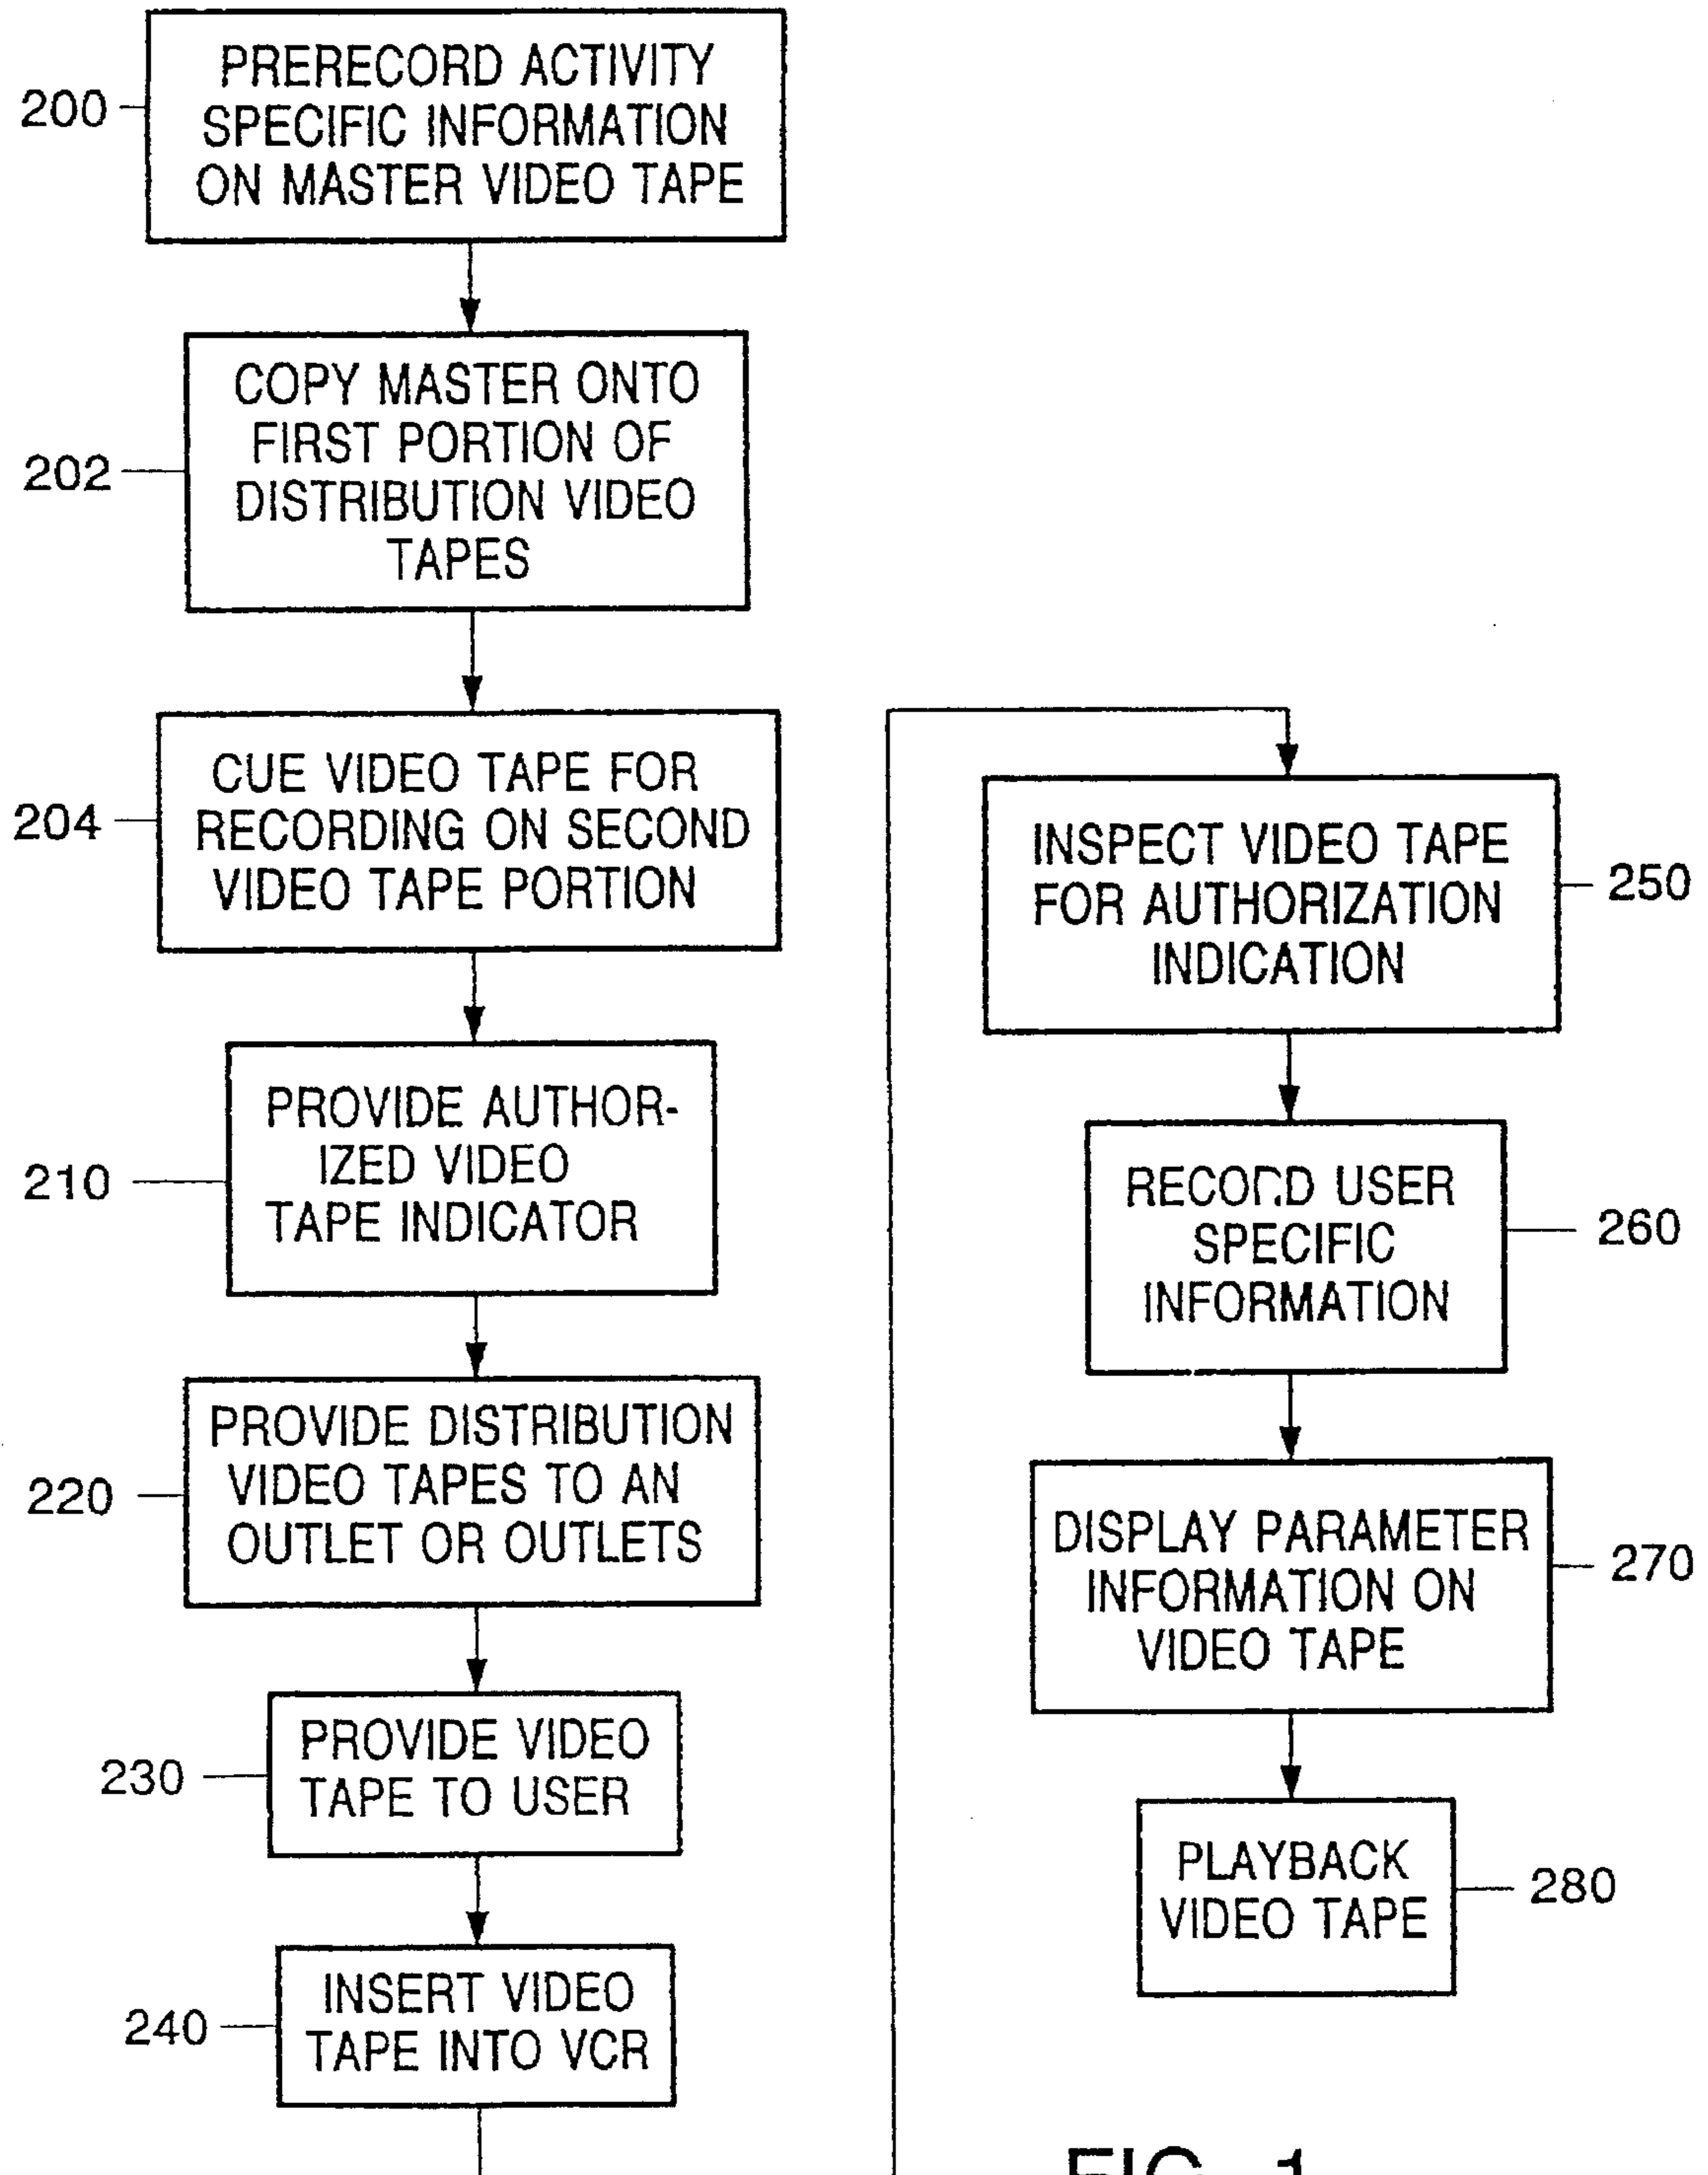 200
PRERECORD ACTIVITY
SPECIFIC INFORMATION
ON MASTER VIDEO TAPE
202
COPY MASTER ONTO
FIRST PORTION OF
DISTRIBUTION VIDEO
TAPES
204
CUE VIDEO TAPE FOR
RECORDING ON SECOND
VIDEO TAPE PORTION
210
PROVIDE AUTHOR-
IZED VIDEO
TAPE INDICATOR
220
PROVIDE DISTRIBUTION
VIDEO TAPES TO AN
OUTLET OR OUTLETS
230
PROVIDE VIDEO
TAPE TO USER
240
INSERT VIDEO
TAPE INTO VCR
INSPECT VIDEO TAPE
FOR AUTHORIZATION
INDICATION
250
RECORD USER
SPECIFIC
INFORMATION
260
DISPLAY PARAMETER
INFORMATION ON
VIDEO TAPE
270
PLAYBACK
VIDEO TAPE
280
FIG. 1